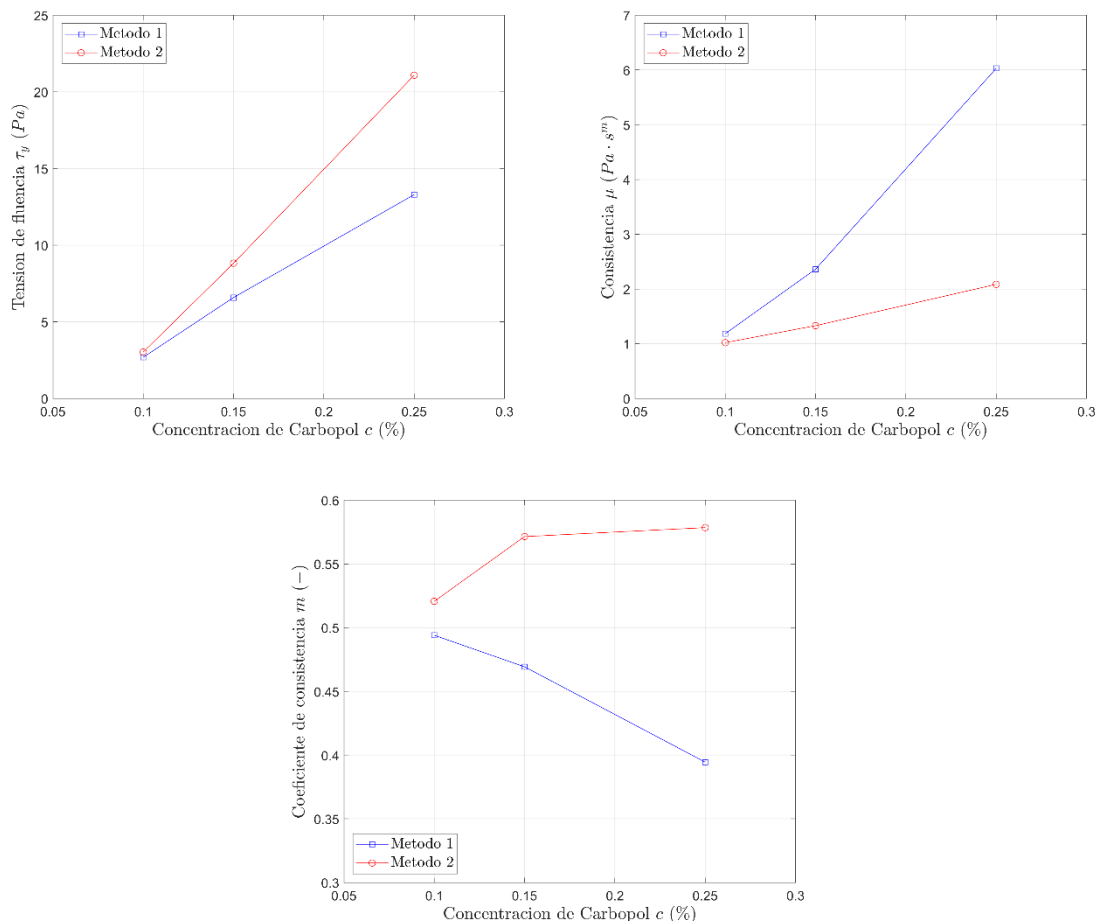 25
20
15
10
5
0
Tension de fluencia τy (Pa)
Metodo 1
Metodo 2
0.05 0.1 0.15 0.2 0.25 0.3
Concentracion de Carbopol c (%)
7
6
5
4
3
2
1
0
Consistencia μ (Pa · s^m)
Metodo 1
Metodo 2
0.05 0.1 0.15 0.2 0.25 0.3
Concentracion de Carbopol c (%)
0.6
0.55
0.5
0.45
0.4
0.35
0.3
Coeficiente de consistencia m (−)
Metodo 1
Metodo 2
0.05 0.1 0.15 0.2 0.25 0.3
Concentracion de Carbopol c (%)